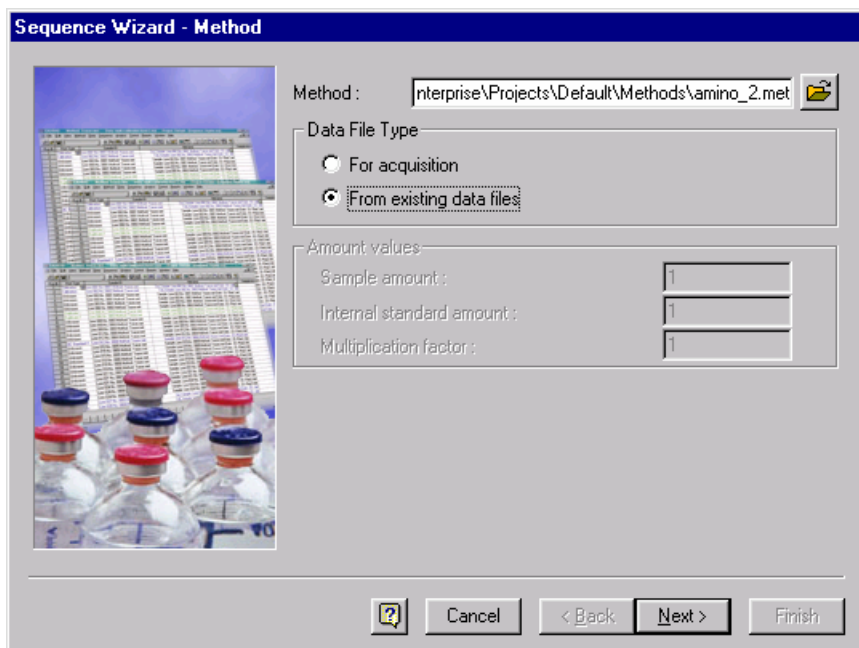 Sequence Wizard - Method
Method : nterprise\Projects\Default\Methods\amino_2.met
Data File Type
For acquisition
From existing data files
Amount values
Sample amount : 1
Internal standard amount : 1
Multiplication factor : 1
Cancel < Back Next > Finish